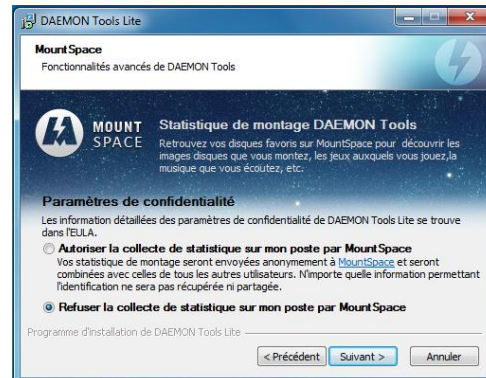 DAEMON Tools Lite
MountSpace
Fonctionnalités avancés de DAEMON Tools
MOUNT
SPACE
Statistique de montage DAEMON Tools
Retrouvez vos disques favoris sur MountSpace pour découvrir les
images disques que vous montez, les jeux auxquels vous jouez,la
musique que vous écoutez, etc.
Paramètres de confidentialité
Les information détaillées des paramètres de confidentialité de DAEMON Tools Lite se trouve
dans l'EULA.
Autoriser la collecte de statistique sur mon poste par MountSpace
Vos statistique de montage seront envoyées anonymement à MountSpace et seront
combinées avec celles de tous les autres utilisateurs. N'importe quelle information permettant
l'identification ne sera pas récupérée ni partagée.
Refuser la collecte de statistique sur mon poste par MountSpace
Programme d'installation de DAEMON Tools Lite
< Précédent
Suivant >
Annuler